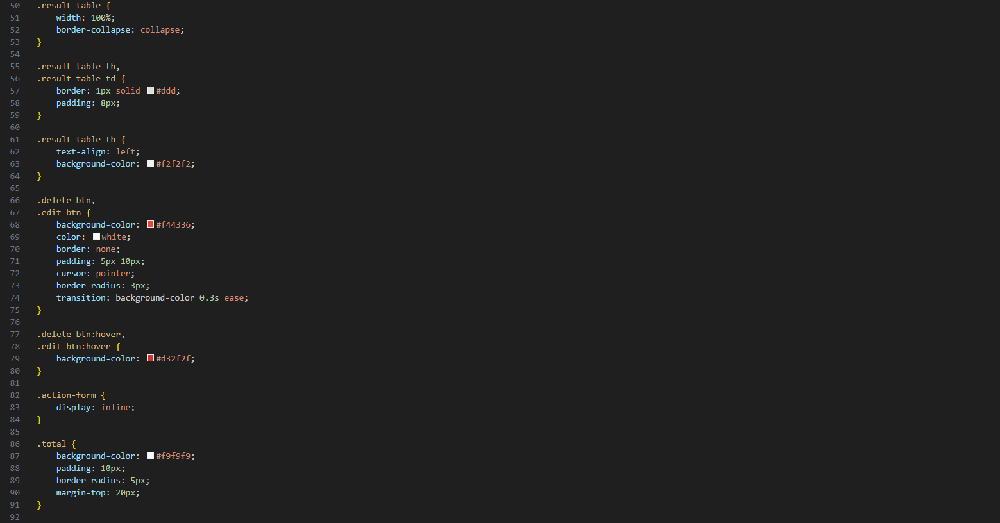 50 .result-table {
51     width: 100%;
52     border-collapse: collapse;
53 }
54
55 .result-table th,
56 .result-table td {
57     border: 1px solid #ddd;
58     padding: 8px;
59 }
60
61 .result-table th {
62     text-align: left;
63     background-color: #f2f2f2;
64 }
65
66 .delete-btn,
67 .edit-btn {
68     background-color: #f44336;
69     color: white;
70     border: none;
71     padding: 5px 10px;
72     cursor: pointer;
73     border-radius: 3px;
74     transition: background-color 0.3s ease;
75 }
76
77 .delete-btn:hover,
78 .edit-btn:hover {
79     background-color: #d32f2f;
80 }
81
82 .action-form {
83     display: inline;
84 }
85
86 .total {
87     background-color: #f9f9f9;
88     padding: 10px;
89     border-radius: 5px;
90     margin-top: 20px;
91 }
92